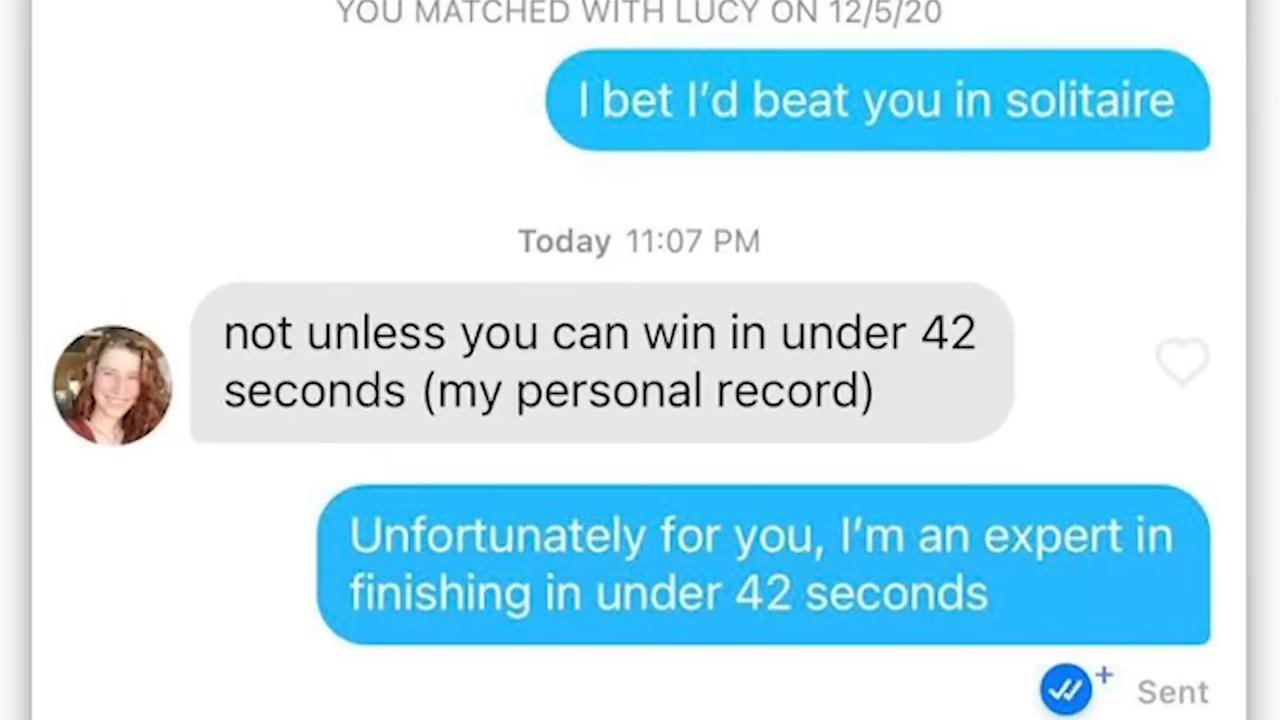 YOU MATCHED WITH LUCY ON 12/5/20
I bet I’d beat you in solitaire
Today 11:07 PM
not unless you can win in under 42
seconds (my personal record)
Unfortunately for you, I’m an expert in
finishing in under 42 seconds
Sent